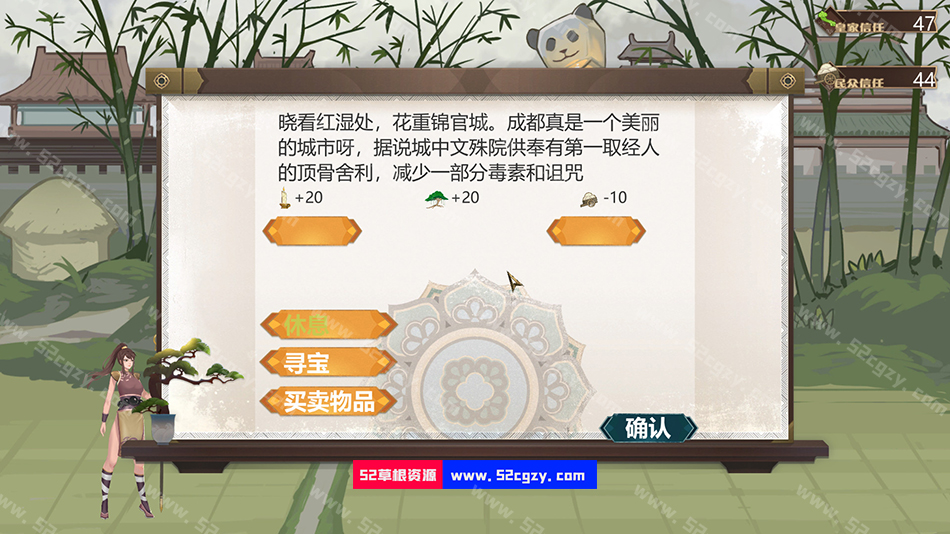 皇家信任 47
民众信任 44
晓看红湿处，花重锦官城。成都真是一个美丽
的城市呀，据说城中文殊院供奉有第一取经人
的顶骨舍利，减少一部分毒素和诅咒
+20 +20 -10
休息
寻宝
买卖物品
确认
52草根资源 www.52cgzy.com